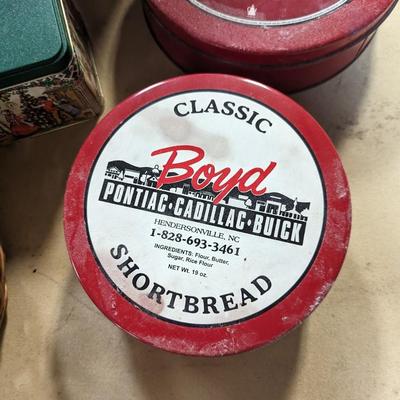 CLASSIC
Boyd
PONTIAC·CADILLAC·BUICK
HENDERSONVILLE, NC
1-828-693-3461
INGREDIENTS: Flour, Butter,
Sugar, Rice Flour
NET Wt. 19 oz.
SHORTBREAD